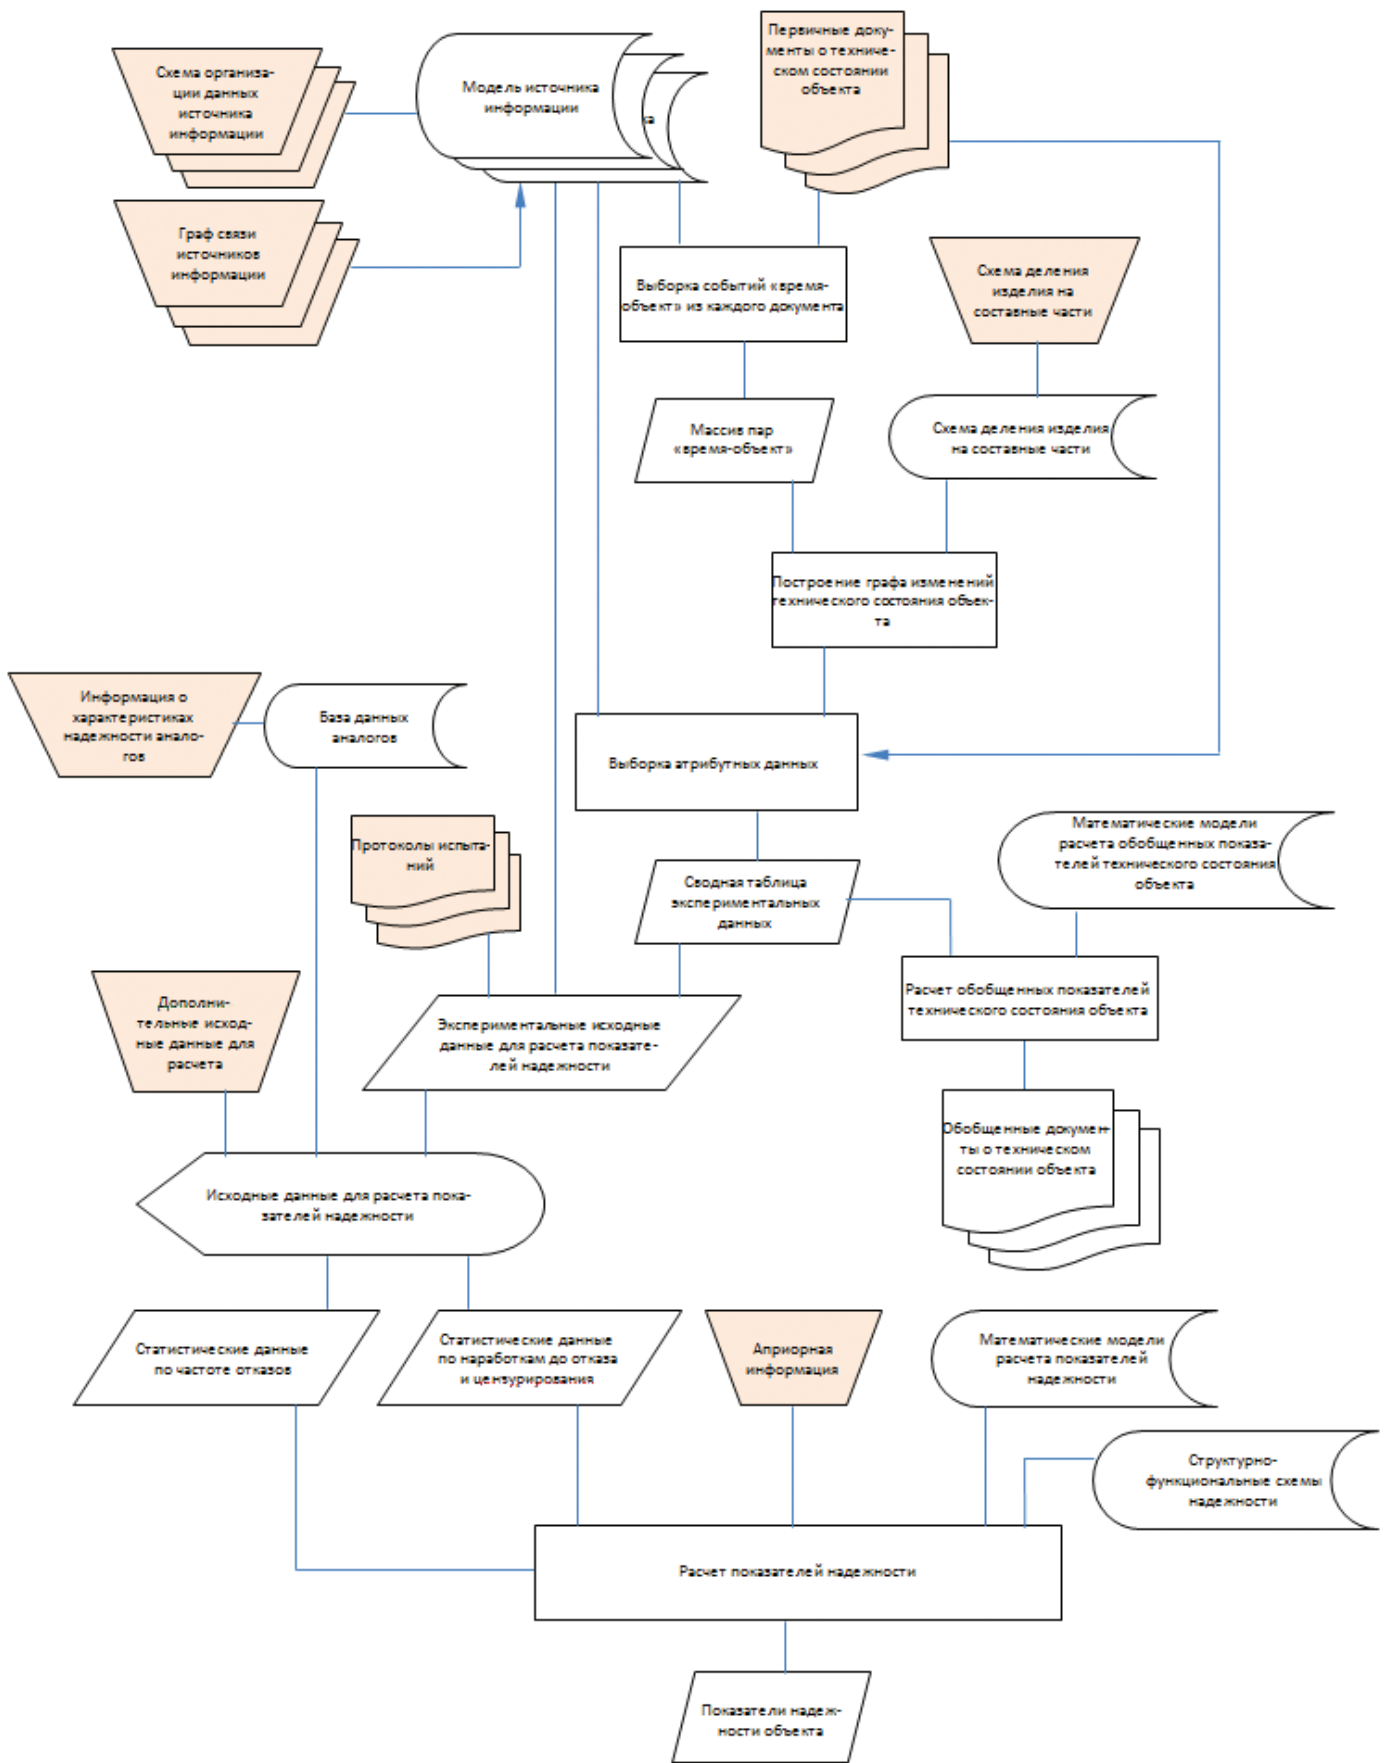 Схема организа-
ции данных
источника
информации
Модель источника
информации
ка
Первичные доку-
менты о техниче-
ском состоянии
объекта
Граф связи
источников
информации
Выборка событий «время-
объект» из каждого документа
Схема деления
изделия на
составные части
Массив пар
«время-объект»
Схема деления изделия
на составные части
Построение графа изменений
технического состояния объек-
та
Информация о
характеристиках
надежности анало-
гов
База данных
аналогов
Выборка атрибутных данных
Протоколы испыта-
ний
Математические модели
расчета обобщенных показа-
телей технического состояния
объекта
Сводная таблица
экспериментальных
данных
Расчет обобщенных показателей
технического состояния объекта
Дополни-
тельные исход-
ные данные для
расчета
Экспериментальные исходные
данные для расчета показате-
лей надежности
Обобщенные докумен-
ты о техническом
состоянии объекта
Исходные данные для расчета пока-
зателей надежности
Статистические данные
по частоте отказов
Статистические данные
по наработкам до отказа
и цензурирования
Априорная
информация
Математические модели
расчета показателей
надежности
Структурно-
функциональные схемы
надежности
Расчет показателей надежности
Показатели надеж-
ности объекта